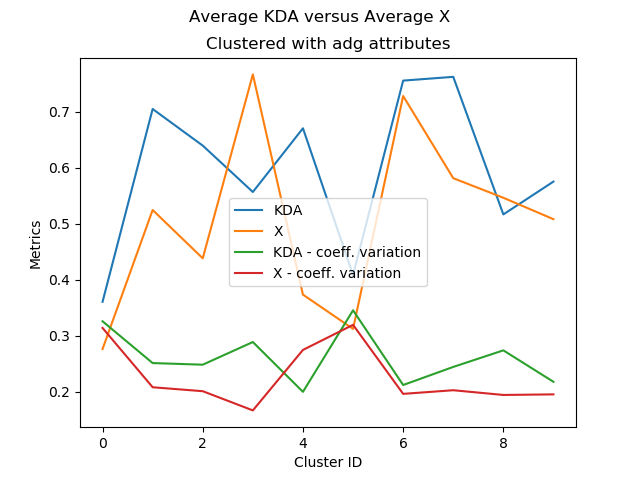 Average KDA versus Average X
Clustered with adg attributes
Metrics
0.7
0.6
0.5
0.4
0.3
0.2
KDA
X
KDA - coeff. variation
X - coeff. variation
0 2 4 6 8
Cluster ID